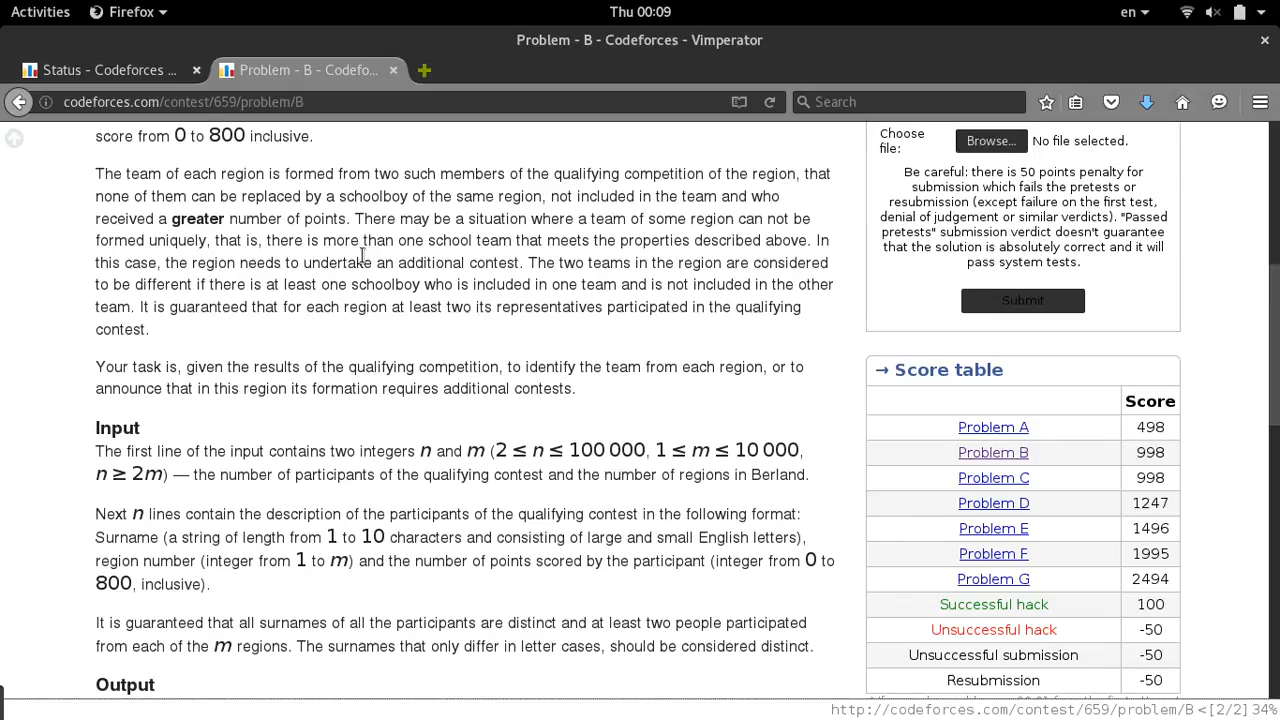 Activities Firefox Thu 00:09 en
Problem - B - Codeforces - Vimperator
Status - Codeforces ... Problem - B - Codefo...
codeforces.com/contest/659/problem/B Search
score from 0 to 800 inclusive.
The team of each region is formed from two such members of the qualifying competition of the region, that
none of them can be replaced by a schoolboy of the same region, not included in the team and who
received a greater number of points. There may be a situation where a team of some region can not be
formed uniquely, that is, there is more than one school team that meets the properties described above. In
this case, the region needs to undertake an additional contest. The two teams in the region are considered
to be different if there is at least one schoolboy who is included in one team and is not included in the other
team. It is guaranteed that for each region at least two its representatives participated in the qualifying
contest.
Your task is, given the results of the qualifying competition, to identify the team from each region, or to
announce that in this region its formation requires additional contests.
Input
The first line of the input contains two integers n and m (2 ≤ n ≤ 100 000, 1 ≤ m ≤ 10 000,
n ≥ 2m) — the number of participants of the qualifying contest and the number of regions in Berland.
Next n lines contain the description of the participants of the qualifying contest in the following format:
Surname (a string of length from 1 to 10 characters and consisting of large and small English letters),
region number (integer from 1 to m) and the number of points scored by the participant (integer from 0 to
800, inclusive).
It is guaranteed that all surnames of all the participants are distinct and at least two people participated
from each of the m regions. The surnames that only differ in letter cases, should be considered distinct.
Output
Choose
file:
Browse... No file selected.
Be careful: there is 50 points penalty for
submission which fails the pretests or
resubmission (except failure on the first test,
denial of judgement or similar verdicts). "Passed
pretests" submission verdict doesn't guarantee
that the solution is absolutely correct and it will
pass system tests.
Submit
→ Score table
Score
Problem A 498
Problem B 998
Problem C 998
Problem D 1247
Problem E 1496
Problem F 1995
Problem G 2494
Successful hack 100
Unsuccessful hack -50
Unsuccessful submission -50
Resubmission -50
http://codeforces.com/contest/659/problem/B < [2/2] 34%